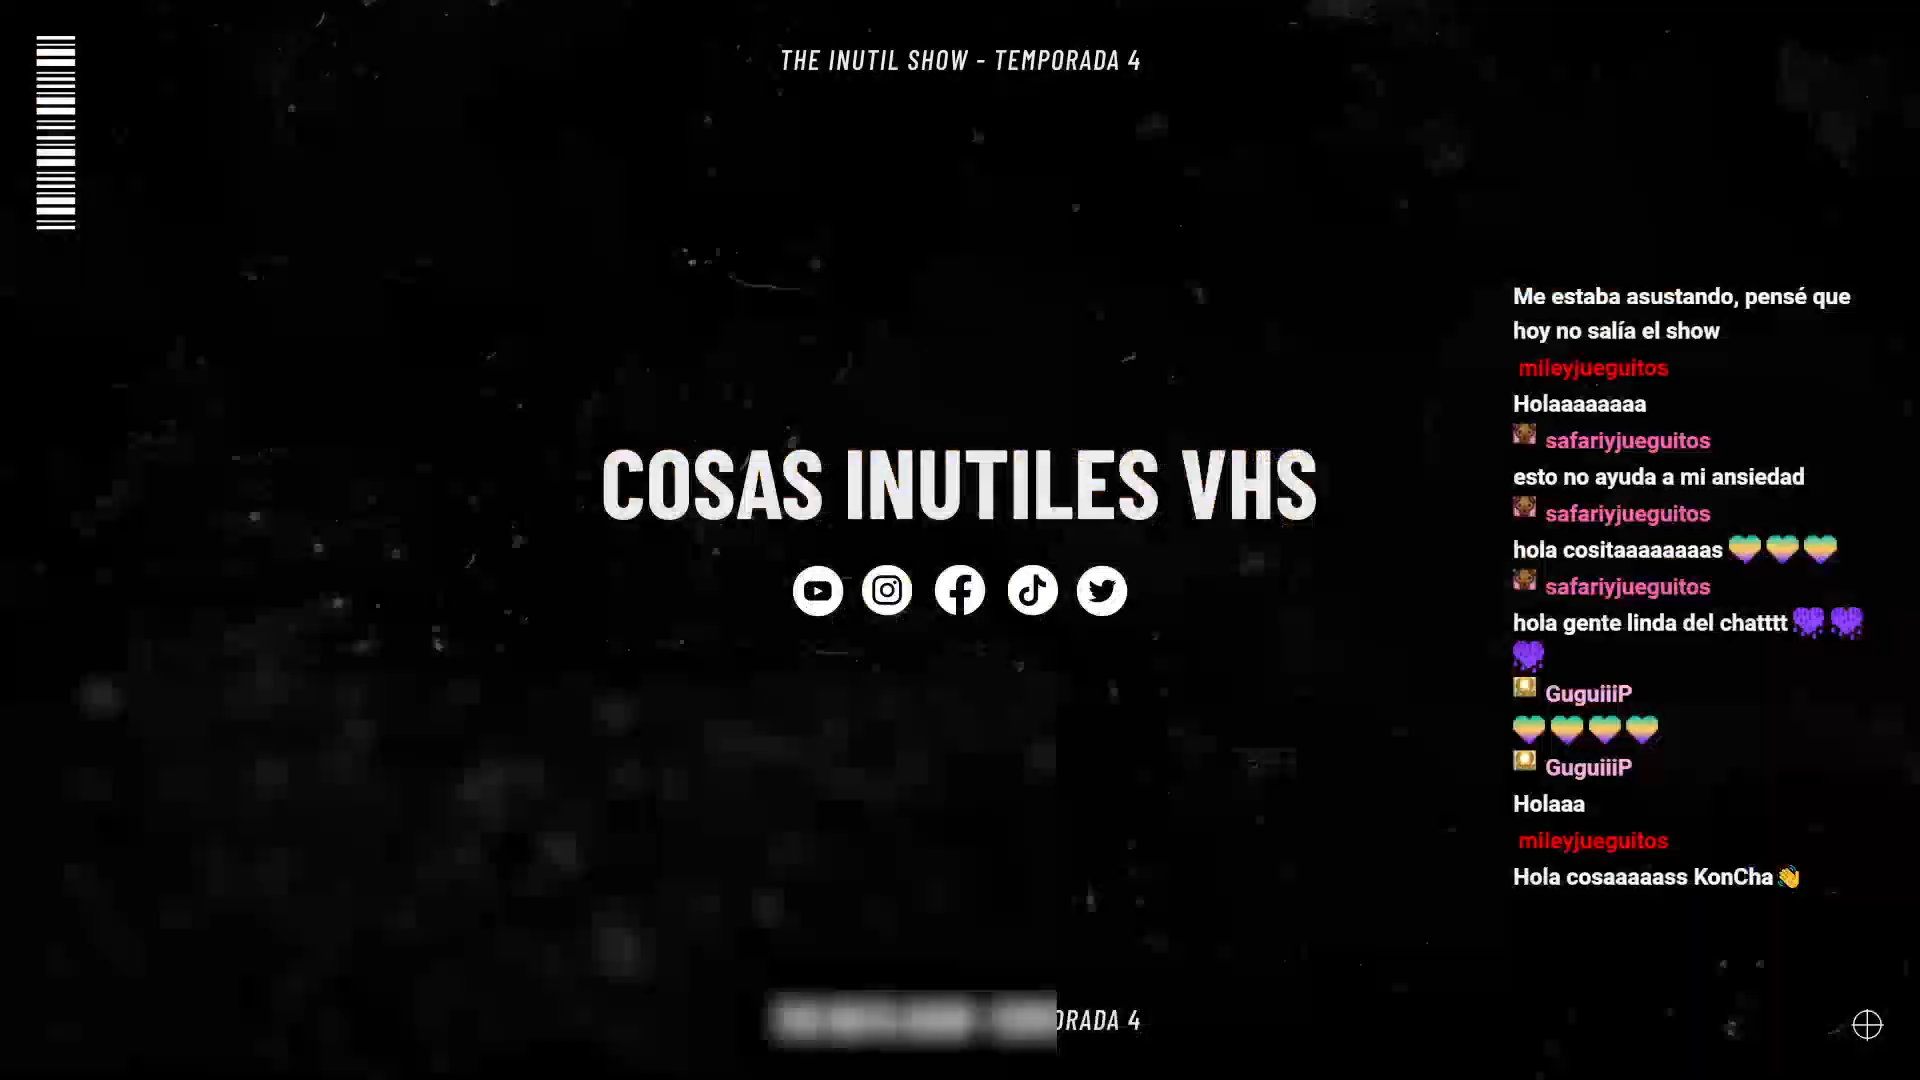 THE INUTIL SHOW - TEMPORADA 4
COSAS INUTILES VHS
Me estaba asustando, pensé que
hoy no salía el show
mileyjueguitos
Holaaaaaaaa
safariyjueguitos
esto no ayuda a mi ansiedad
safariyjueguitos
hola cositaaaaaaaas
safariyjueguitos
hola gente linda del chatttt
GuguiiiP
GuguiiiP
Holaaa
mileyjueguitos
Hola cosaaaaass KonCha👋
4